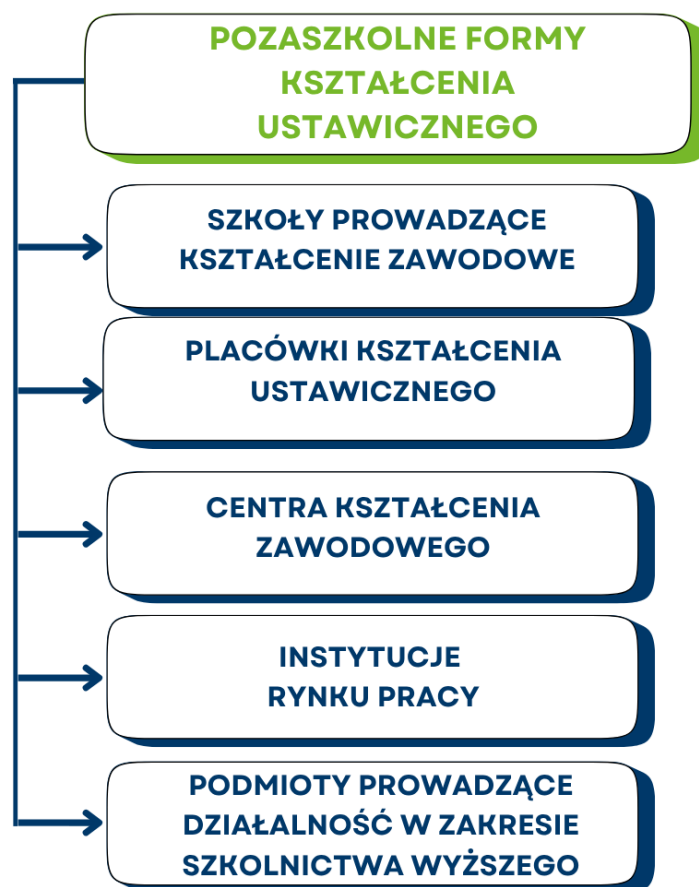 POZASZKOLNE FORMY
KSZTAŁCENIA
USTAWICZNEGO
SZKOŁY PROWADZĄCE
KSZTAŁCENIE ZAWODOWE
PLACÓWKI KSZTAŁCENIA
USTAWICZNEGO
CENTRA KSZTAŁCENIA
ZAWODOWEGO
INSTYTUCJE
RYNKU PRACY
PODMIOTY PROWADZĄCE
DZIAŁALNOŚĆ W ZAKRESIE
SZKOLNICTWA WYŻSZEGO